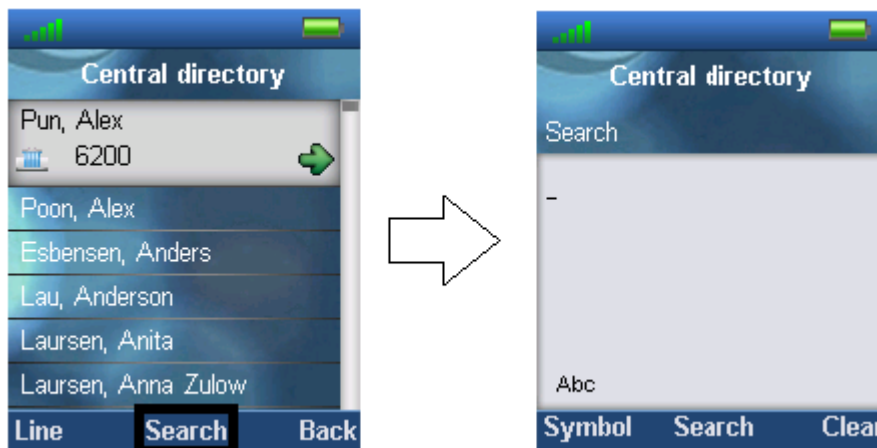 Central directory
Pun, Alex
6200
Poon, Alex
Esbensen, Anders
Lau, Anderson
Laursen, Anita
Laursen, Anna Zulow
Line Search Back
Central directory
Search
_
Abc
Symbol Search Clear